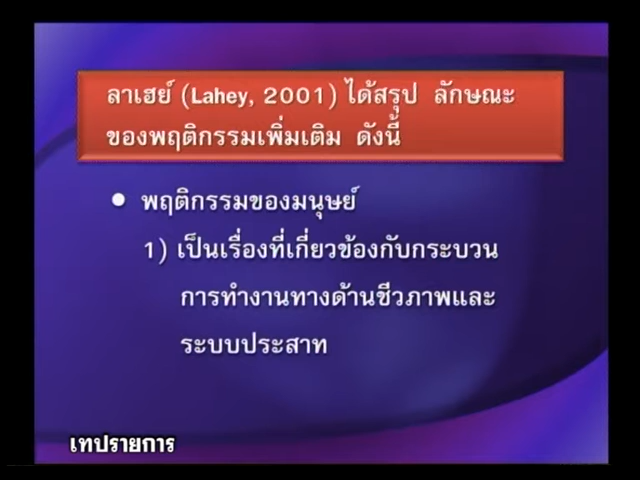 ลาเฮย์ (Lahey, 2001) ได้สรุป ลักษณะ
ของพฤติกรรมเพิ่มเติม ดังนี้
• พฤติกรรมของมนุษย์
1) เป็นเรื่องที่เกี่ยวข้องกับกระบวน
การทำงานทางด้านชีวภาพและ
ระบบประสาท
เทปรายการ